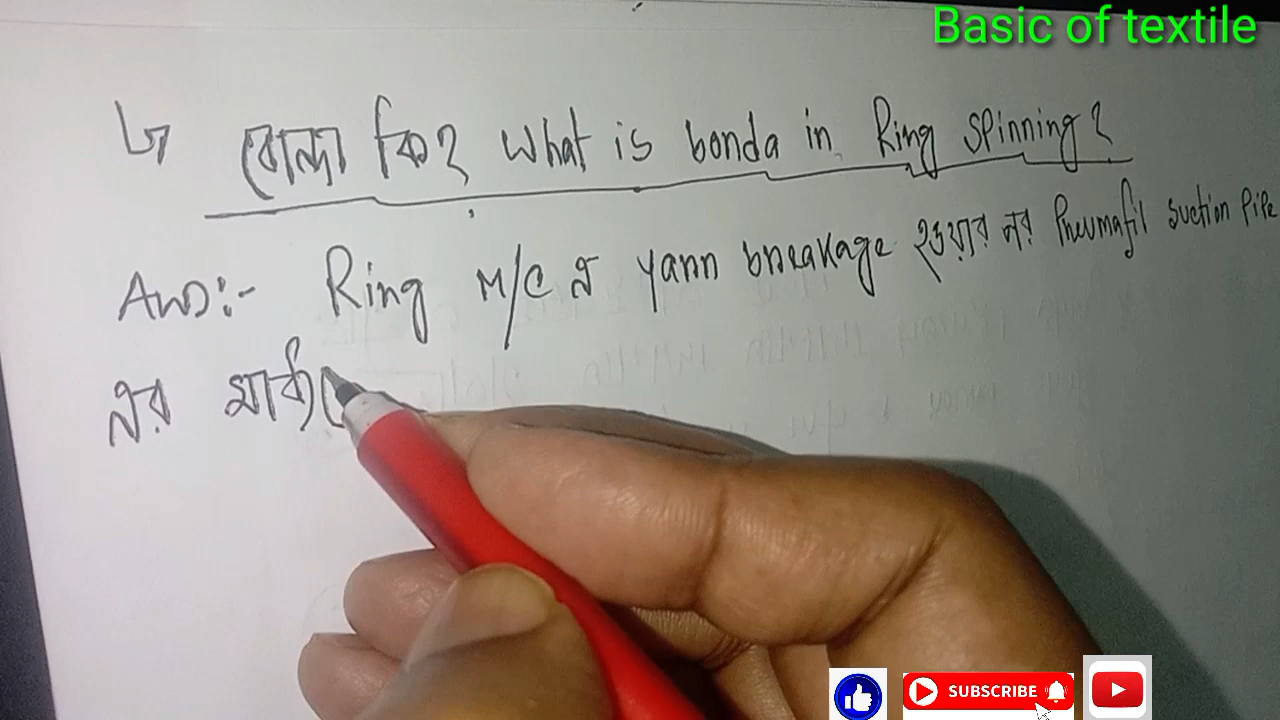 Basic of textile
বোন্দা কি? What is bonda in Ring spinning?
Ans:- Ring M/C এ Yarn breakage হওয়ার পর Pneumafil suction Pipe
এর মাধ্যমে
SUBSCRIBE